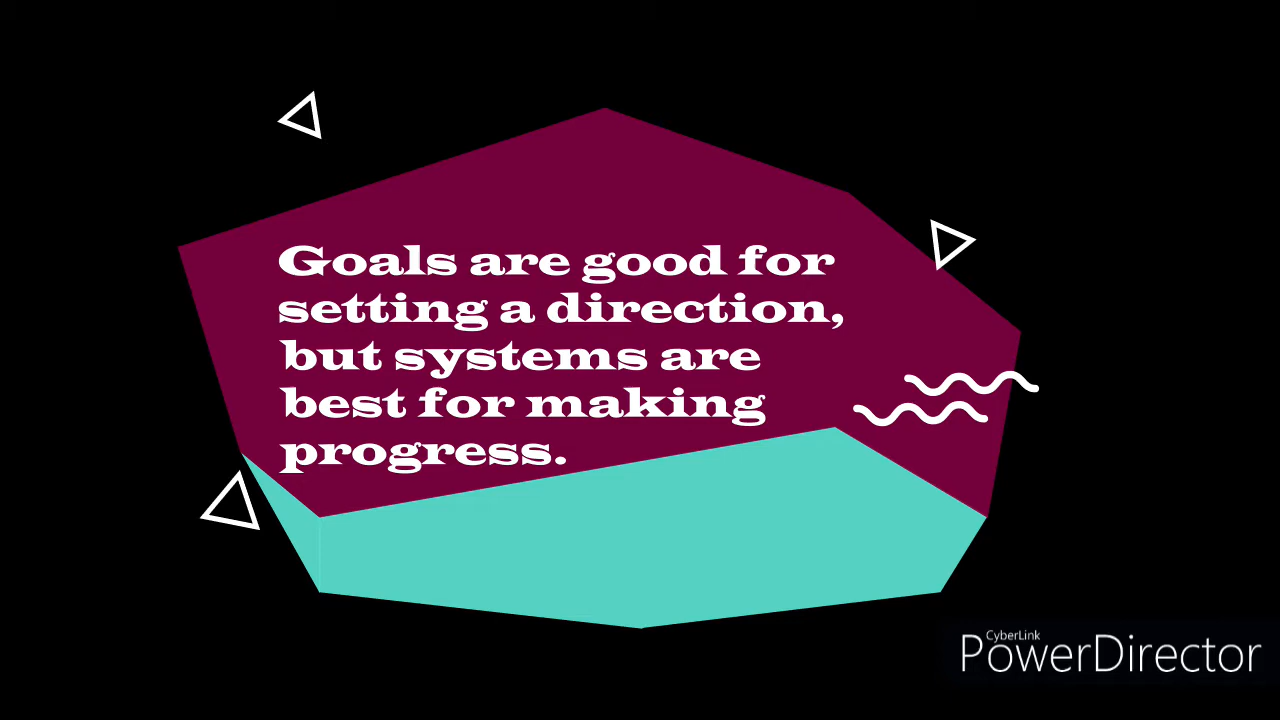 Goals are good for
setting a direction,
but systems are
best for making
progress.
CyberLink
PowerDirector